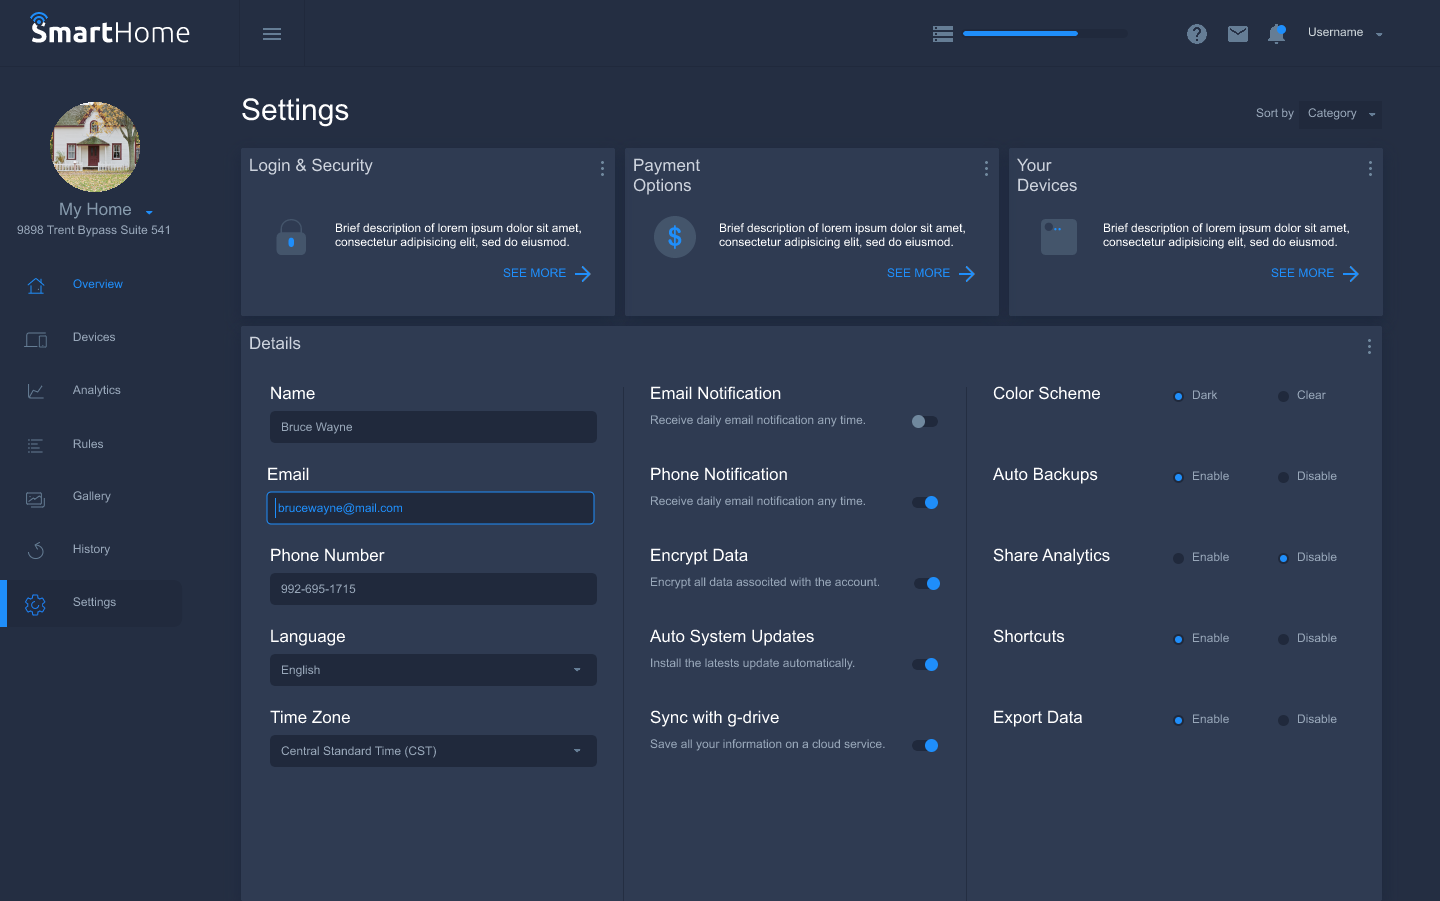 SmartHome
Username
Settings
Sort by Category
My Home
9898 Trent Bypass Suite 541
Overview
Devices
Analytics
Rules
Gallery
History
Settings
Login & Security
Brief description of lorem ipsum dolor sit amet,
consectetur adipisicing elit, sed do eiusmod.
SEE MORE
Payment
Options
$
Brief description of lorem ipsum dolor sit amet,
consectetur adipisicing elit, sed do eiusmod.
SEE MORE
Your
Devices
Brief description of lorem ipsum dolor sit amet,
consectetur adipisicing elit, sed do eiusmod.
SEE MORE
Details
Name
Bruce Wayne
Email
brucewayne@mail.com
Phone Number
992-695-1715
Language
English
Time Zone
Central Standard Time (CST)
Email Notification
Receive daily email notification any time.
Phone Notification
Receive daily email notification any time.
Encrypt Data
Encrypt all data associted with the account.
Auto System Updates
Install the latests update automatically.
Sync with g-drive
Save all your information on a cloud service.
Color Scheme Dark Clear
Auto Backups Enable Disable
Share Analytics Enable Disable
Shortcuts Enable Disable
Export Data Enable Disable